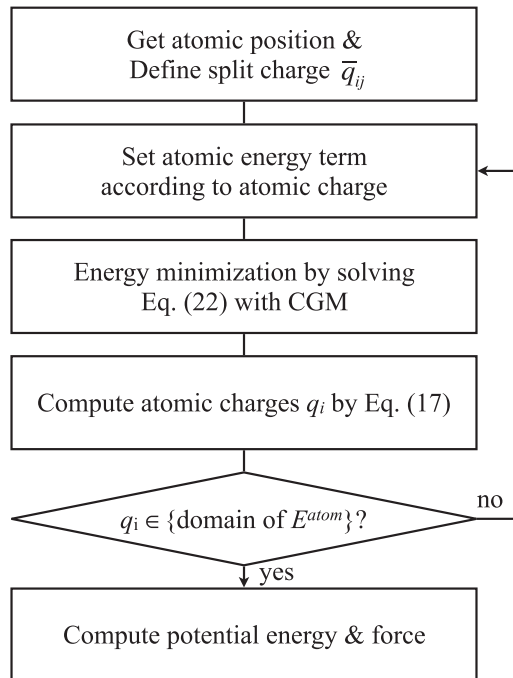 Get atomic position &
Define split charge q̅ij
Set atomic energy term
according to atomic charge
Energy minimization by solving
Eq. (22) with CGM
Compute atomic charges qi by Eq. (17)
qi ∈ {domain of Eatom}?
no
yes
Compute potential energy & force